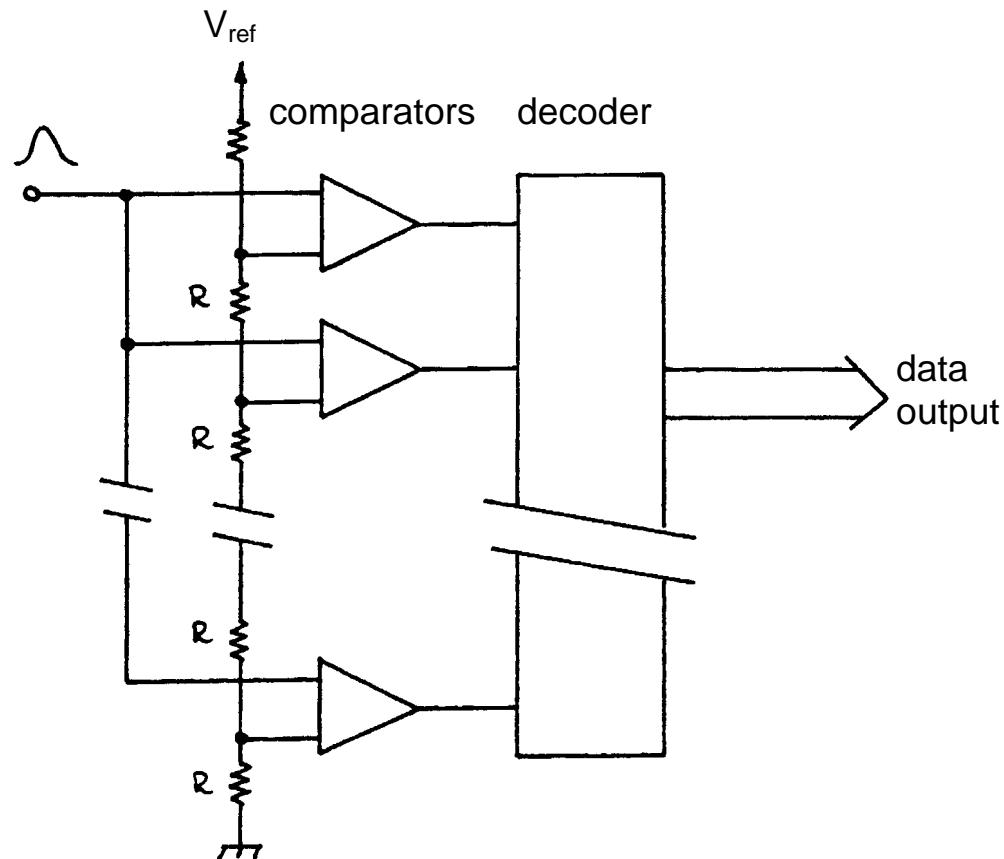 V_ref
comparators decoder
R
R
data
output
R
R